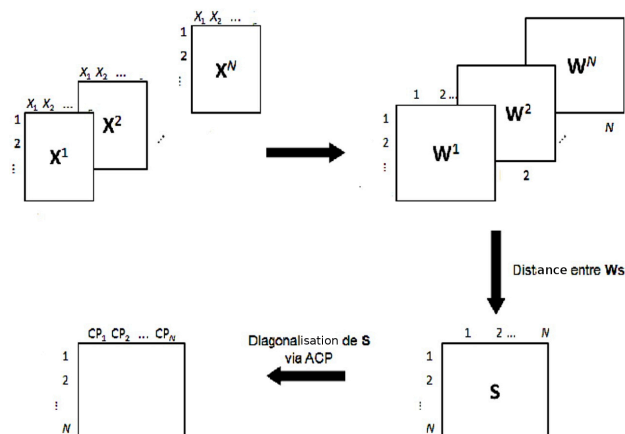 X₁ X₂ ... 
1
2
⋮
Xᴺ
X₁ X₂ ...
X²
X₁ X₂ ...
1
2
⋮
X¹
⋰
Wᴺ
N
W²
2
⋰
1 2 ...
1
2
⋮
W¹
Distance entre Ws
1 2 ... N
1
2
⋮
N
S
Diagonalisation de S
via ACP
CP₁ CP₂ ... CP_N
1
2
⋮
N